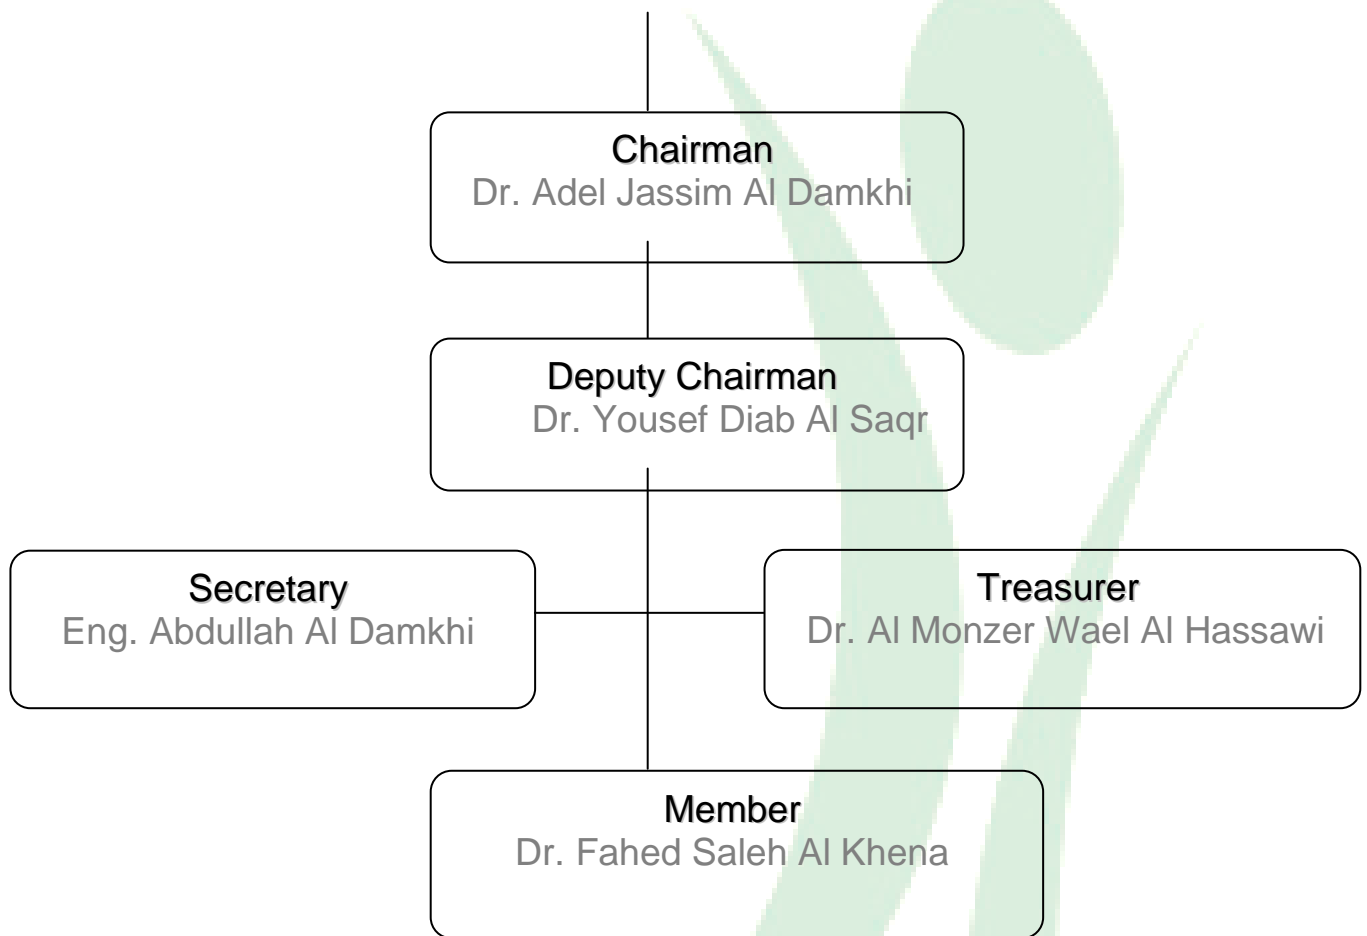 Chairman
Dr. Adel Jassim Al Damkhi
Deputy Chairman
Dr. Yousef Diab Al Saqr
Secretary
Eng. Abdullah Al Damkhi
Treasurer
Dr. Al Monzer Wael Al Hassawi
Member
Dr. Fahed Saleh Al Khena